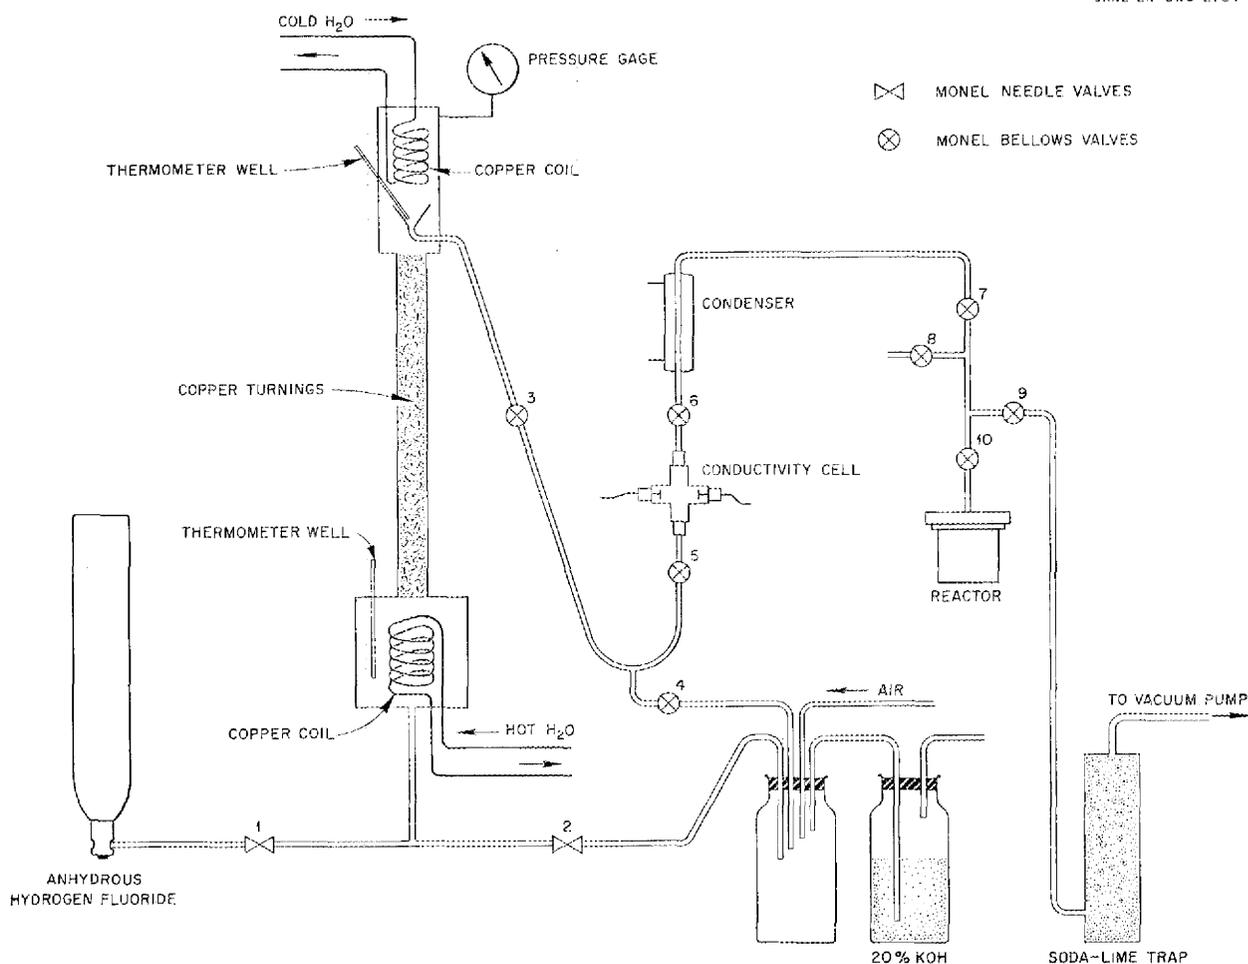 COLD H₂O
PRESSURE GAGE
MONEL NEEDLE VALVES
MONEL BELLOWS VALVES
THERMOMETER WELL
COPPER COIL
CONDENSER
7
8
COPPER TURNINGS
3
6
9
10
CONDUCTIVITY CELL
THERMOMETER WELL
5
REACTOR
4
AIR
TO VACUUM PUMP
COPPER COIL
HOT H₂O
1
2
ANHYDROUS
HYDROGEN FLUORIDE
20% KOH
SODA-LIME TRAP